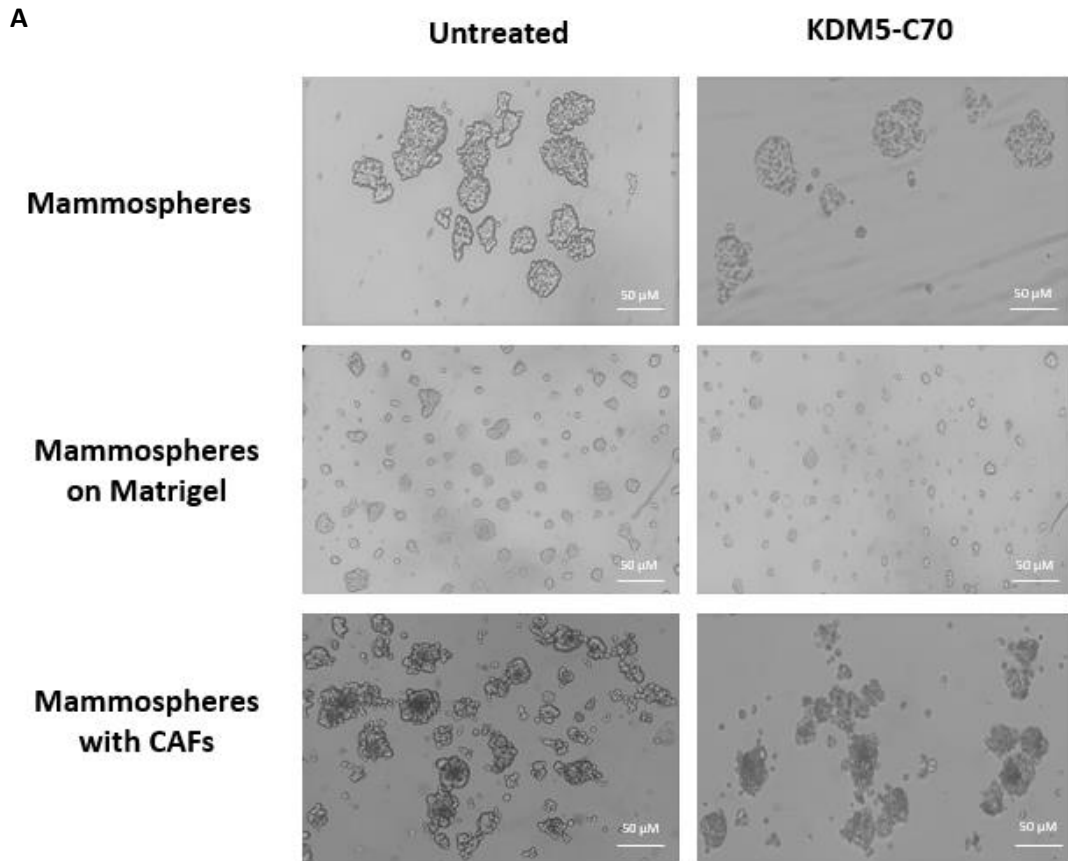 A
Untreated
KDM5-C70
Mammospheres
50 µM
50 µM
Mammospheres
on Matrigel
50 µM
50 µM
Mammospheres
with CAFs
50 µM
50 µM